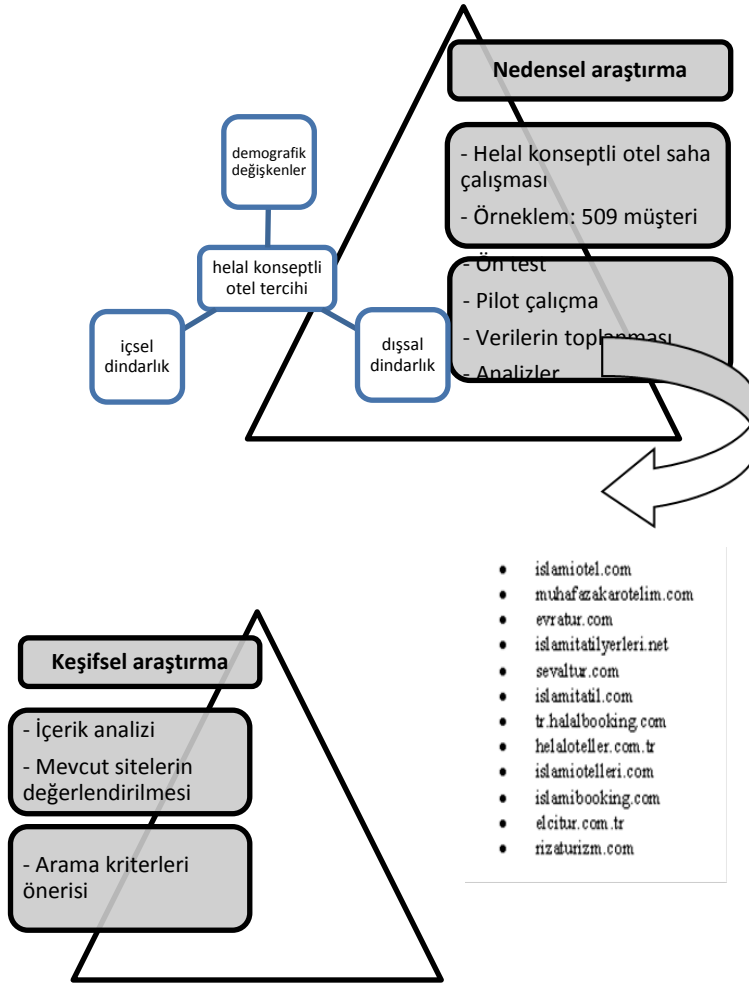 Nedensel araştırma
demografik
değişkenler
- Helal konseptli otel saha
çalışması
- Örneklem: 509 müşteri
helal konseptli
otel tercihi
- Ön test
- Pilot çalıçma
- Verilerin toplanması
- Analizler
içsel
dindarlık
dışsal
dindarlık
Keşifsel araştırma
- İçerik analizi
- Mevcut sitelerin
değerlendirilmesi
- Arama kriterleri
önerisi
• islamiotel.com
• muhafazakarotelim.com
• evratur.com
• islamitatilyerleri.net
• sevaltur.com
• islamitatil.com
• tr.halalbooking.com
• helaloteller.com.tr
• islamiotelleri.com
• islamibooking.com
• elcitur.com.tr
• rizaturizm.com